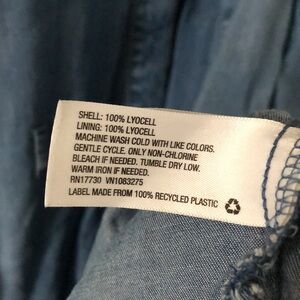 SHELL: 100% LYOCELL
LINING: 100% LYOCELL
MACHINE WASH COLD WITH LIKE COLORS.
GENTLE CYCLE. ONLY NON-CHLORINE
BLEACH IF NEEDED. TUMBLE DRY LOW.
WARM IRON IF NEEDED.
RN17730 VN1083275
LABEL MADE FROM 100% RECYCLED PLASTIC